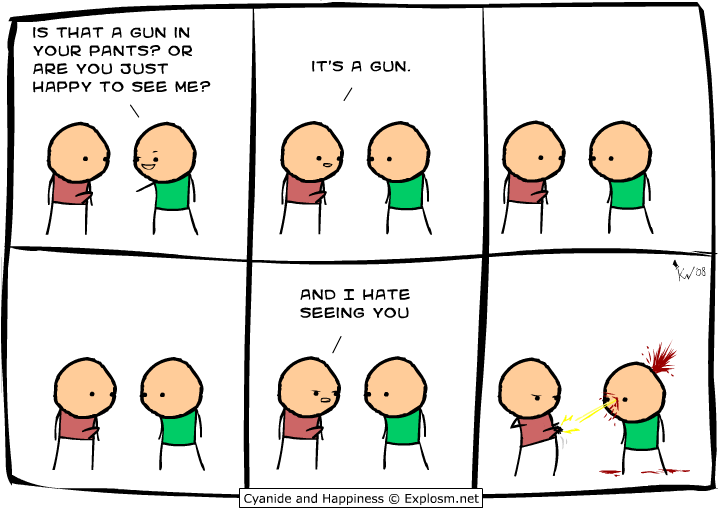 IS THAT A GUN IN
YOUR PANTS? OR
ARE YOU JUST
HAPPY TO SEE ME?
IT'S A GUN.
AND I HATE
SEEING YOU
Cyanide and Happiness © Explosm.net